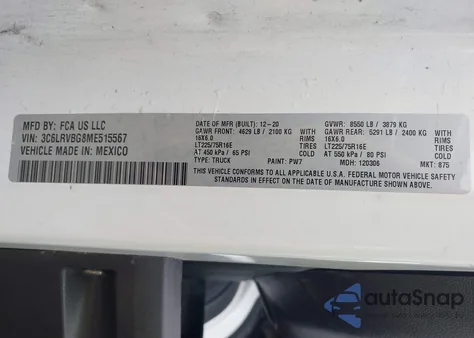 MFD BY: FCA US LLC
VIN: 3C6LRVBG8ME515567
VEHICLE MADE IN: MEXICO
DATE OF MFR (BUILT): 12-20 GVWR: 8550 LB / 3879 KG
GAWR FRONT: 4629 LB / 2100 KG WITH GAWR REAR: 5291 LB / 2400 KG WITH
16X6.0 RIMS 16X6.0 RIMS
LT225/75R16E TIRES LT225/75R16E TIRES
AT 450 kPa / 65 PSI COLD AT 550 kPa / 80 PSI COLD
TYPE: TRUCK PAINT: PW7 MDH: 120306 MKT: 875
THIS VEHICLE CONFORMS TO ALL APPLICABLE U.S.A. FEDERAL MOTOR VEHICLE SAFETY
STANDARDS IN EFFECT ON THE DATE OF MANUFACTURE SHOWN ABOVE.
autoSnap